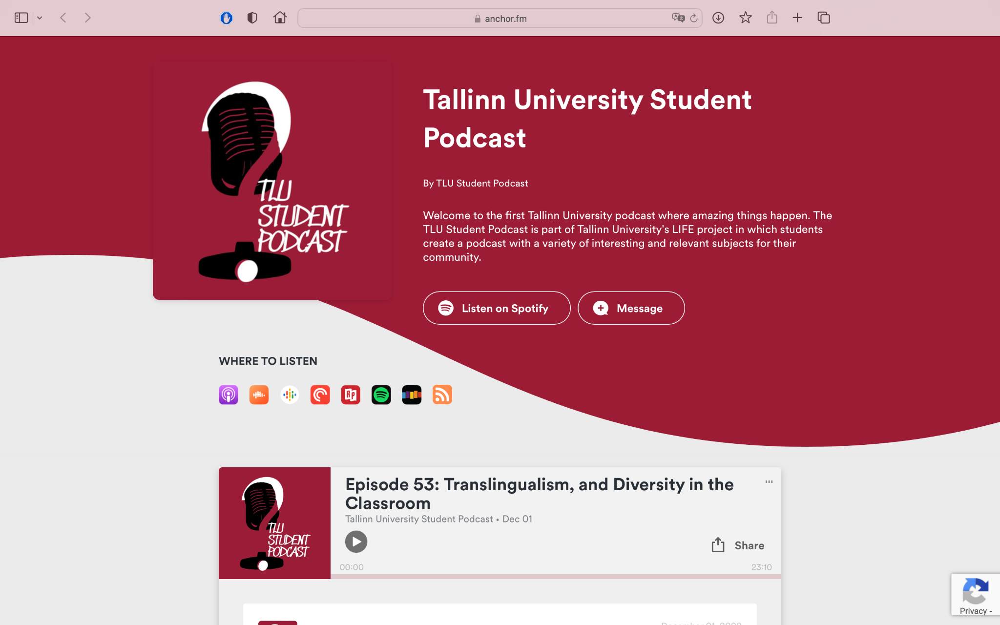 anchor.fm
TLU
STUDENT
PODCAST
Tallinn University Student
Podcast
By TLU Student Podcast
Welcome to the first Tallinn University podcast where amazing things happen. The
TLU Student Podcast is part of Tallinn University's LIFE project in which students
create a podcast with a variety of interesting and relevant subjects for their
community.
Listen on Spotify
Message
WHERE TO LISTEN
RP
TLU
STUDENT
PODCAST
Episode 53: Translingualism, and Diversity in the
Classroom
Tallinn University Student Podcast • Dec 01
Share
00:00
23:10
December 01, 2022
Privacy -